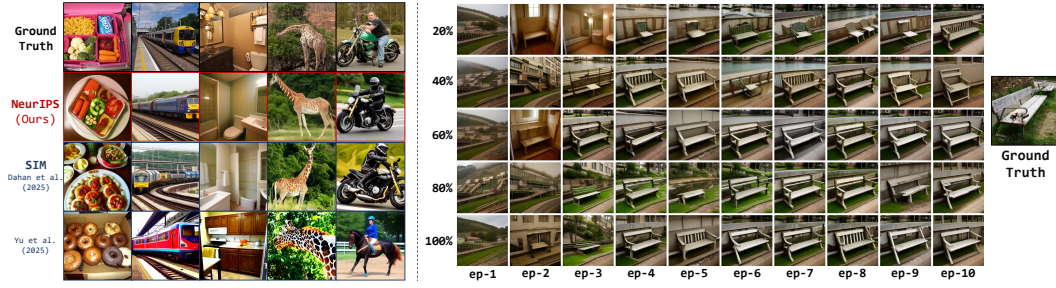 Ground
Truth
NeurIPS
(Ours)
SIM
Dahan et al.
(2025)
Yu et al.
(2025)
20%
40%
60%
80%
100%
ep-1 ep-2 ep-3 ep-4 ep-5 ep-6 ep-7 ep-8 ep-9 ep-10
Ground
Truth